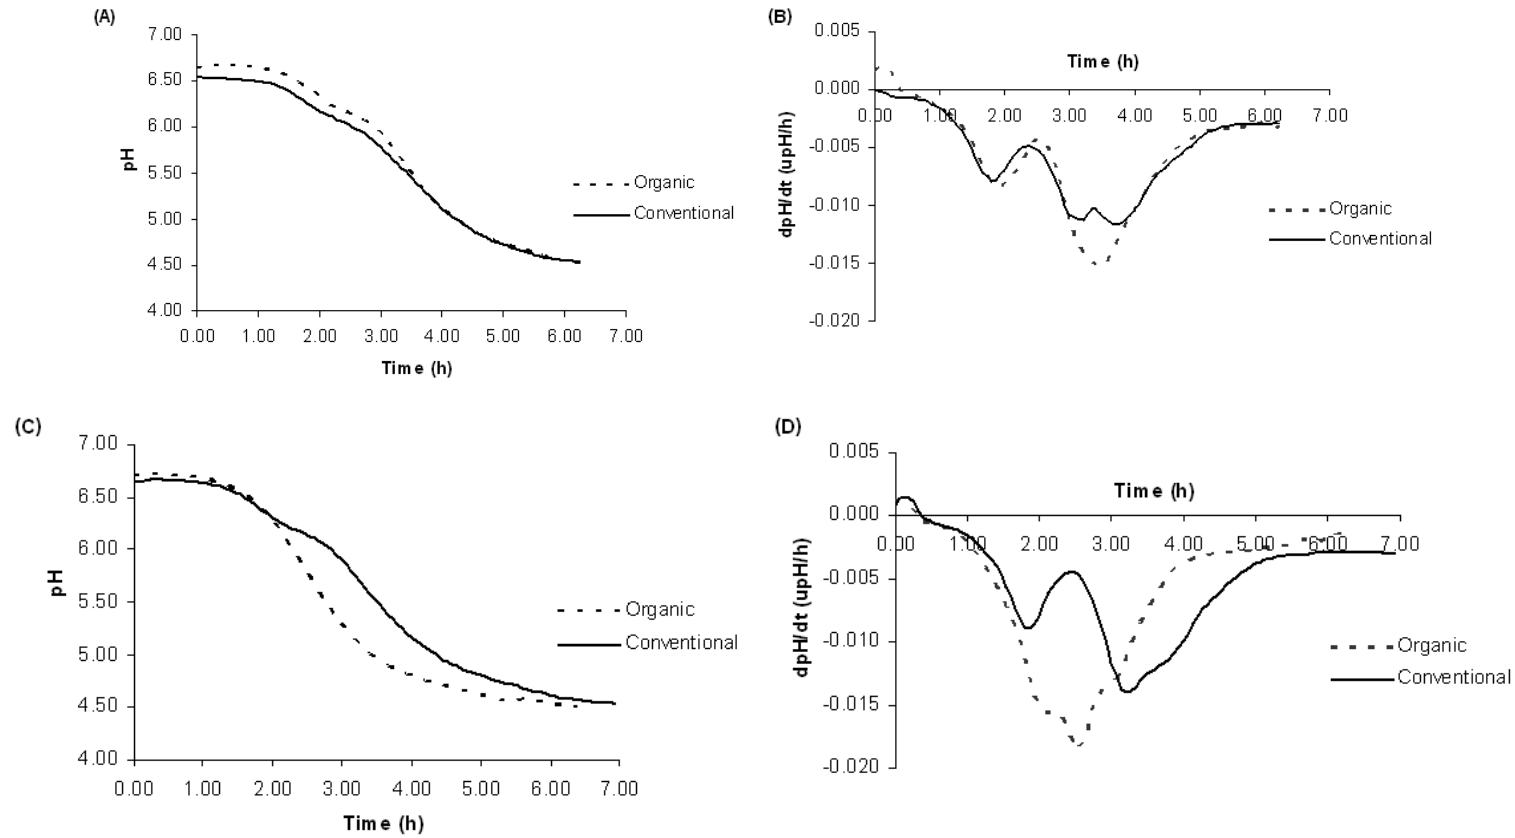 (A)
7.00
6.50
6.00
5.50
5.00
4.50
4.00
pH
0.00 1.00 2.00 3.00 4.00 5.00 6.00 7.00
Time (h)
Organic
Conventional
(B)
0.005
0.000
-0.005
-0.010
-0.015
-0.020
dpH/dt (upH/h)
Time (h)
0.00 1.00 2.00 3.00 4.00 5.00 6.00 7.00
Organic
Conventional
(C)
7.00
6.50
6.00
5.50
5.00
4.50
4.00
pH
0.00 1.00 2.00 3.00 4.00 5.00 6.00 7.00
Time (h)
Organic
Conventional
(D)
0.005
0.000
-0.005
-0.010
-0.015
-0.020
dpH/dt (upH/h)
Time (h)
0.00 1.00 2.00 3.00 4.00 5.00 6.00 7.00
Organic
Conventional